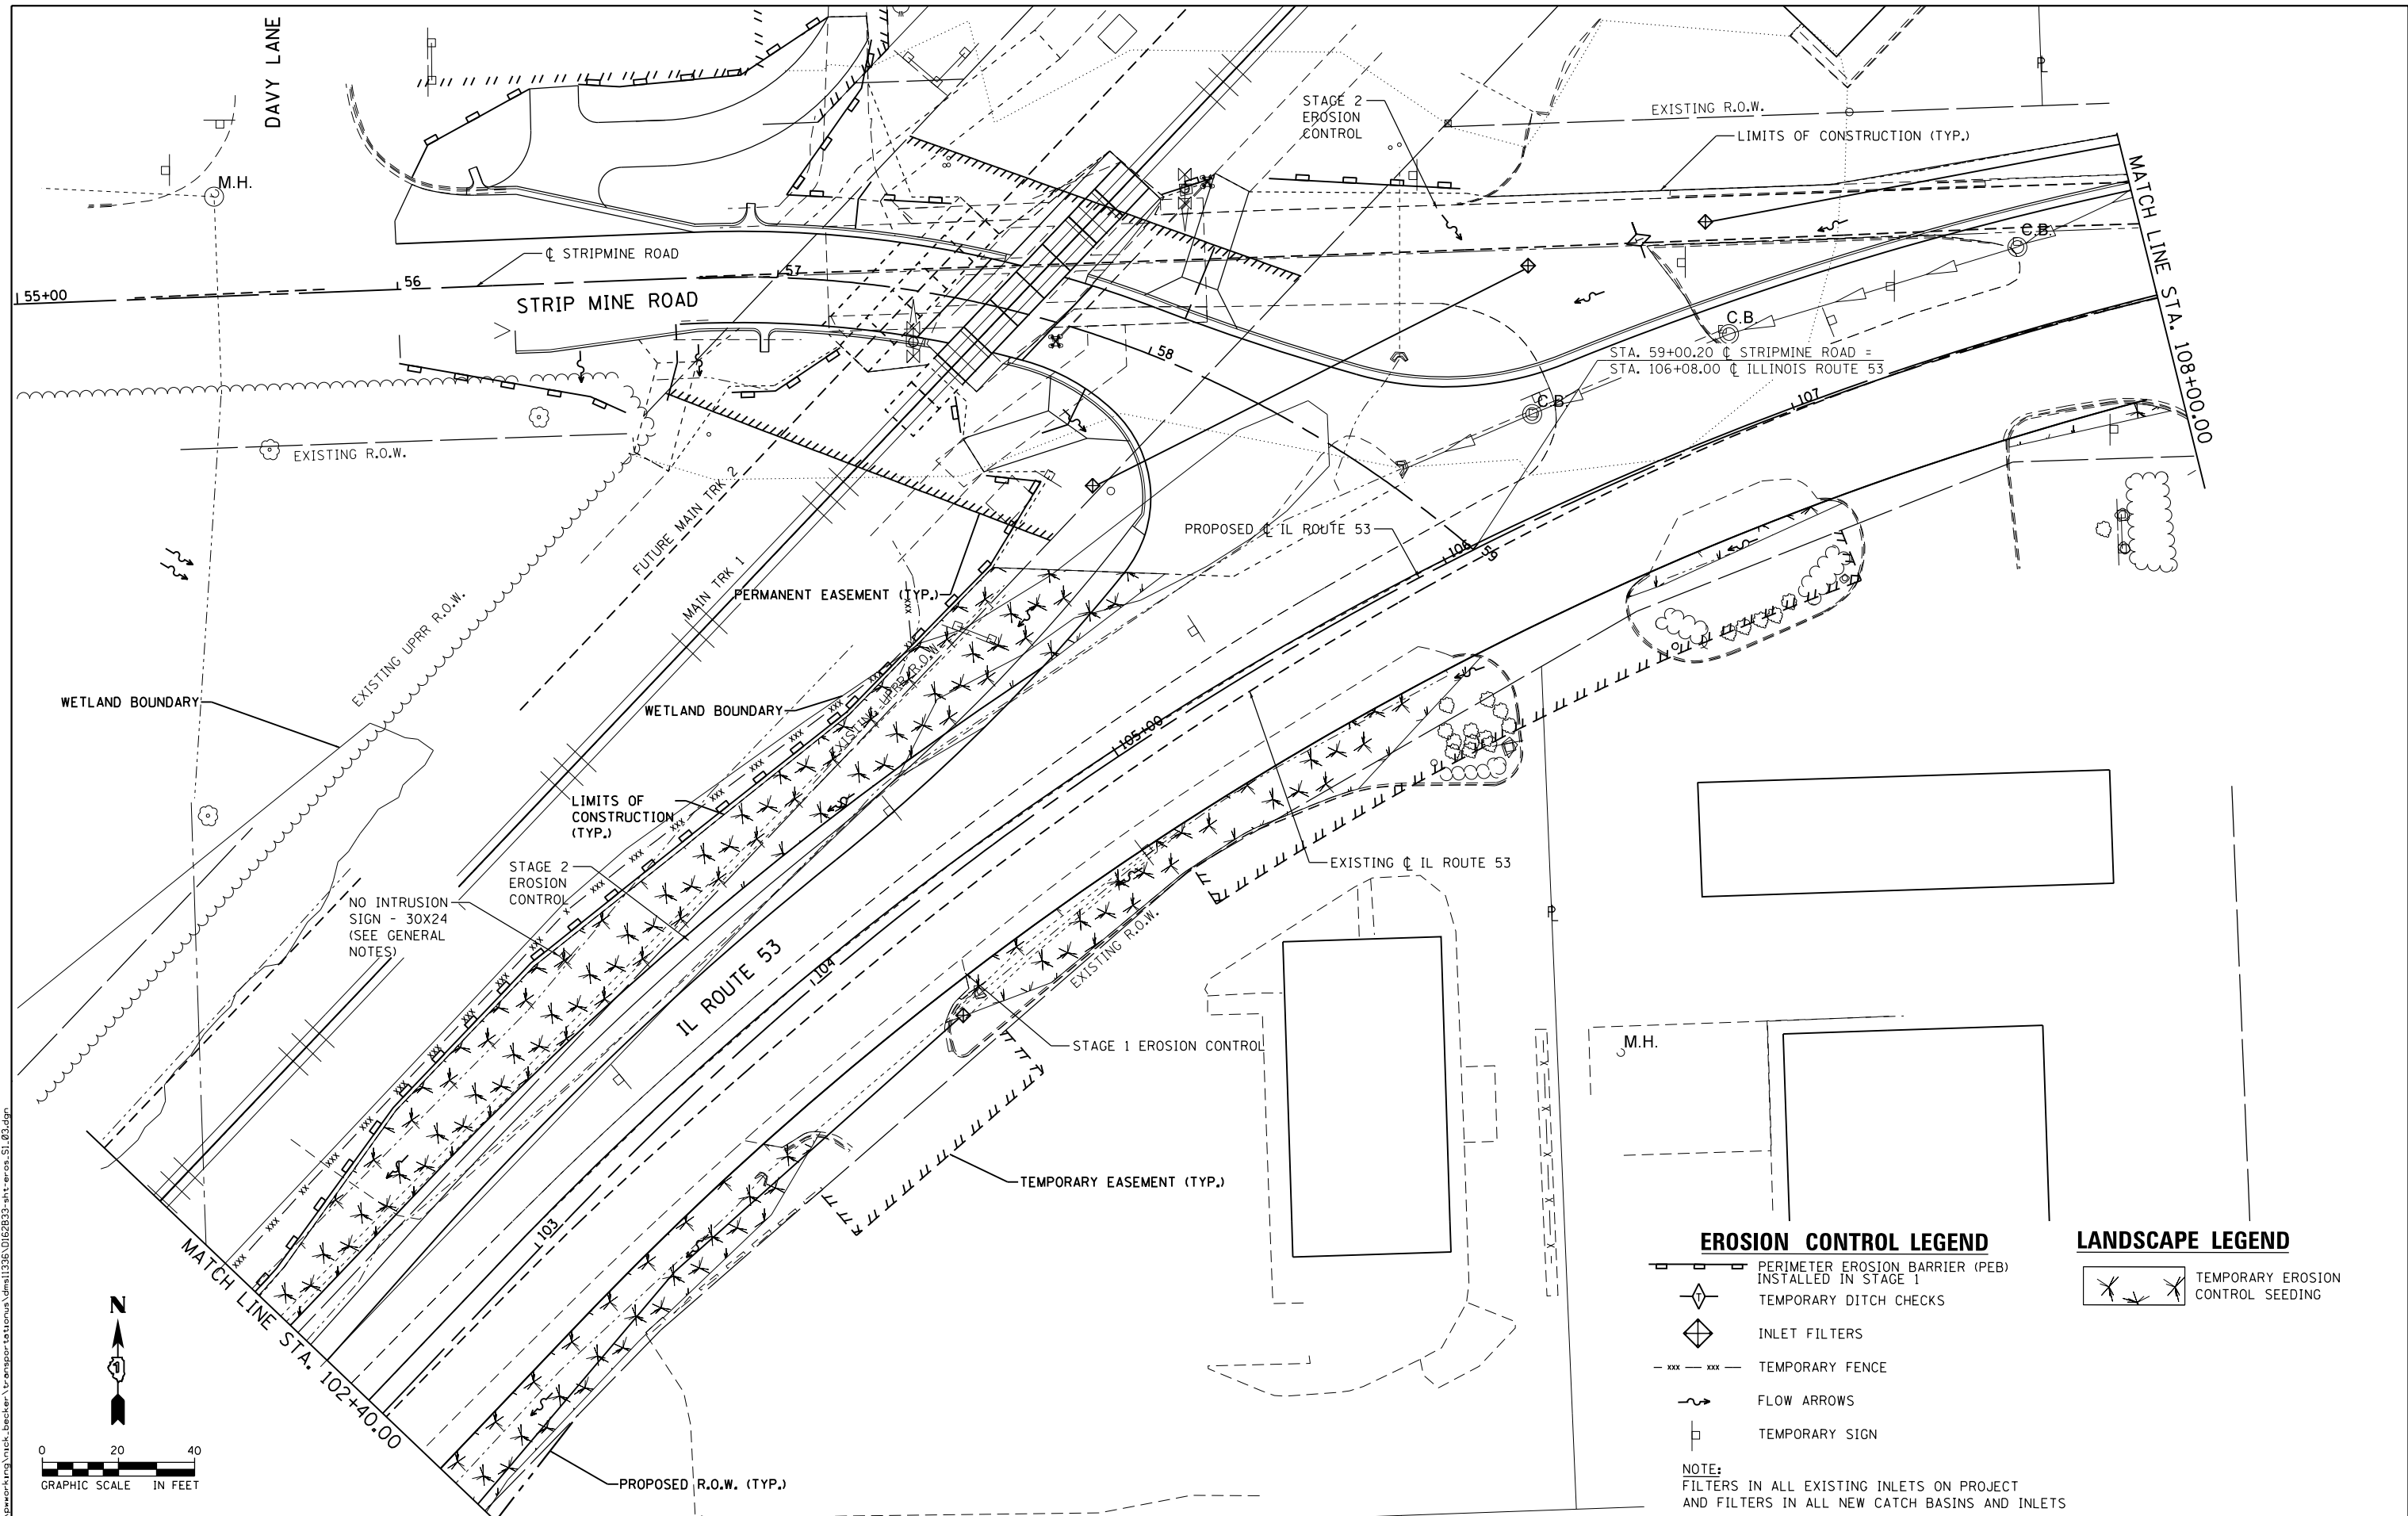 DAVY LANE
M.H.
STAGE 2
EROSION
CONTROL
EXISTING R.O.W.
LIMITS OF CONSTRUCTION (TYP.)
P̲L
MATCH LINE STA. 108+00.00
C.B.
C.B.
C.B.
℄ STRIPMINE ROAD
55+00
56
57
58
59
STRIP MINE ROAD
STA. 59+00.20 ℄ STRIPMINE ROAD =
STA. 106+08.00 ℄ ILLINOIS ROUTE 53
107
106
105+00
104
103
EXISTING R.O.W.
FUTURE MAIN TRK 2
MAIN TRK 1
PROPOSED ℄ IL ROUTE 53
PERMANENT EASEMENT (TYP.)
EXISTING UPRR R.O.W.
EXISTING UPRR R.O.W.
WETLAND BOUNDARY
WETLAND BOUNDARY
LIMITS OF
CONSTRUCTION
(TYP.)
STAGE 2
EROSION
CONTROL
NO INTRUSION
SIGN - 30X24
(SEE GENERAL
NOTES)
EXISTING ℄ IL ROUTE 53
IL ROUTE 53
EXISTING R.O.W.
PL
STAGE 1 EROSION CONTROL
M.H.
TEMPORARY EASEMENT (TYP.)
MATCH LINE STA. 102+40.00
PROPOSED R.O.W. (TYP.)
N
0 20 40
GRAPHIC SCALE IN FEET
EROSION CONTROL LEGEND
PERIMETER EROSION BARRIER (PEB)
INSTALLED IN STAGE 1
TEMPORARY DITCH CHECKS
INLET FILTERS
xxx xxx TEMPORARY FENCE
FLOW ARROWS
TEMPORARY SIGN
NOTE:
FILTERS IN ALL EXISTING INLETS ON PROJECT
AND FILTERS IN ALL NEW CATCH BASINS AND INLETS
LANDSCAPE LEGEND
TEMPORARY EROSION
CONTROL SEEDING